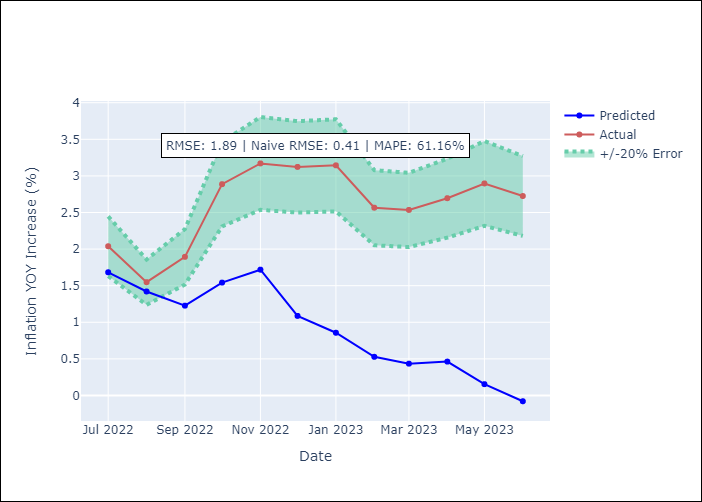 RMSE: 1.89 | Naive RMSE: 0.41 | MAPE: 61.16%
Predicted
Actual
+/-20% Error
Inflation YOY Increase (%)
4
3.5
3
2.5
2
1.5
1
0.5
0
Jul 2022
Sep 2022
Nov 2022
Jan 2023
Mar 2023
May 2023
Date